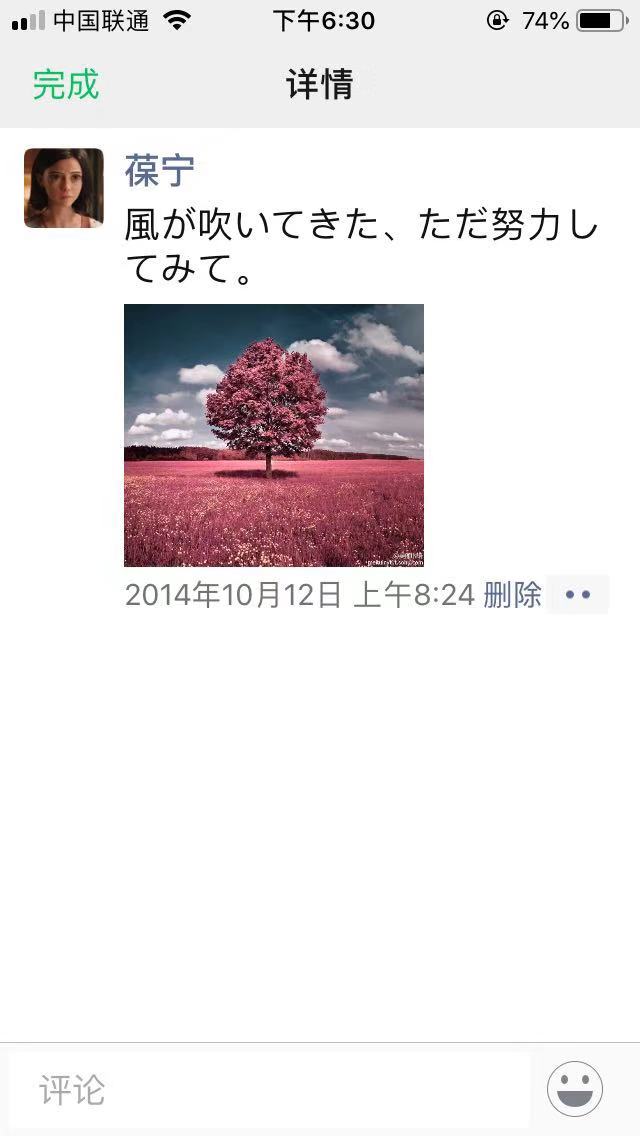 中国联通
下午6:30
74%
完成
详情
葆宁
風が吹いてきた、ただ努力し
てみて。
2014年10月12日 上午8:24 删除
评论